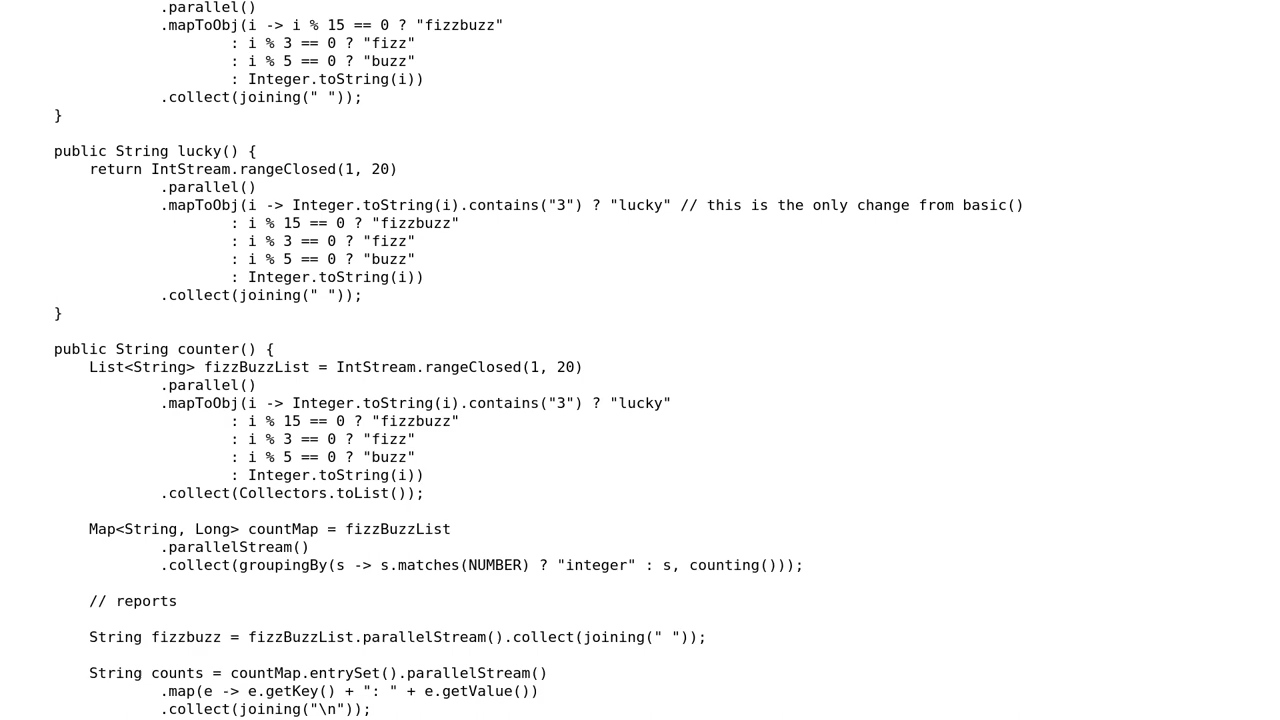 .parallel()
.mapToObj(i -> i % 15 == 0 ? "fizzbuzz"
: i % 3 == 0 ? "fizz"
: i % 5 == 0 ? "buzz"
: Integer.toString(i))
.collect(joining(" "));
}
public String lucky() {
return IntStream.rangeClosed(1, 20)
.parallel()
.mapToObj(i -> Integer.toString(i).contains("3") ? "lucky" // this is the only change from basic()
: i % 15 == 0 ? "fizzbuzz"
: i % 3 == 0 ? "fizz"
: i % 5 == 0 ? "buzz"
: Integer.toString(i))
.collect(joining(" "));
}
public String counter() {
List<String> fizzBuzzList = IntStream.rangeClosed(1, 20)
.parallel()
.mapToObj(i -> Integer.toString(i).contains("3") ? "lucky"
: i % 15 == 0 ? "fizzbuzz"
: i % 3 == 0 ? "fizz"
: i % 5 == 0 ? "buzz"
: Integer.toString(i))
.collect(Collectors.toList());
Map<String, Long> countMap = fizzBuzzList
.parallelStream()
.collect(groupingBy(s -> s.matches(NUMBER) ? "integer" : s, counting()));
// reports
String fizzbuzz = fizzBuzzList.parallelStream().collect(joining(" "));
String counts = countMap.entrySet().parallelStream()
.map(e -> e.getKey() + ": " + e.getValue())
.collect(joining("\n"));